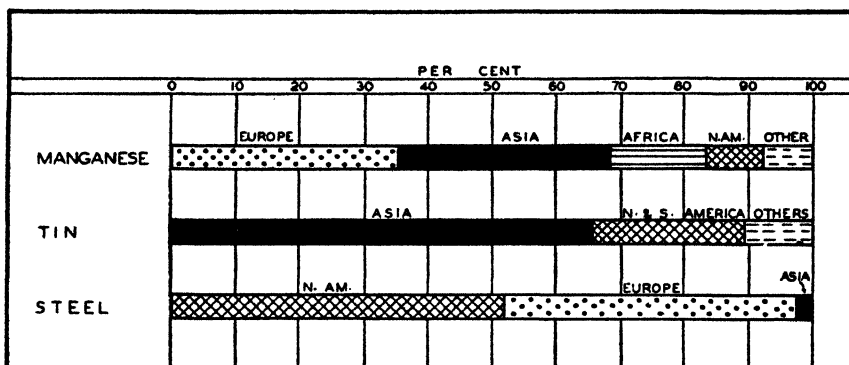 PER CENT
0 10 20 30 40 50 60 70 80 90 100
EUROPE ASIA AFRICA N.AM. OTHER
MANGANESE
ASIA N. & S. AMERICA OTHERS
TIN
ASIA
N. AM. EUROPE
STEEL